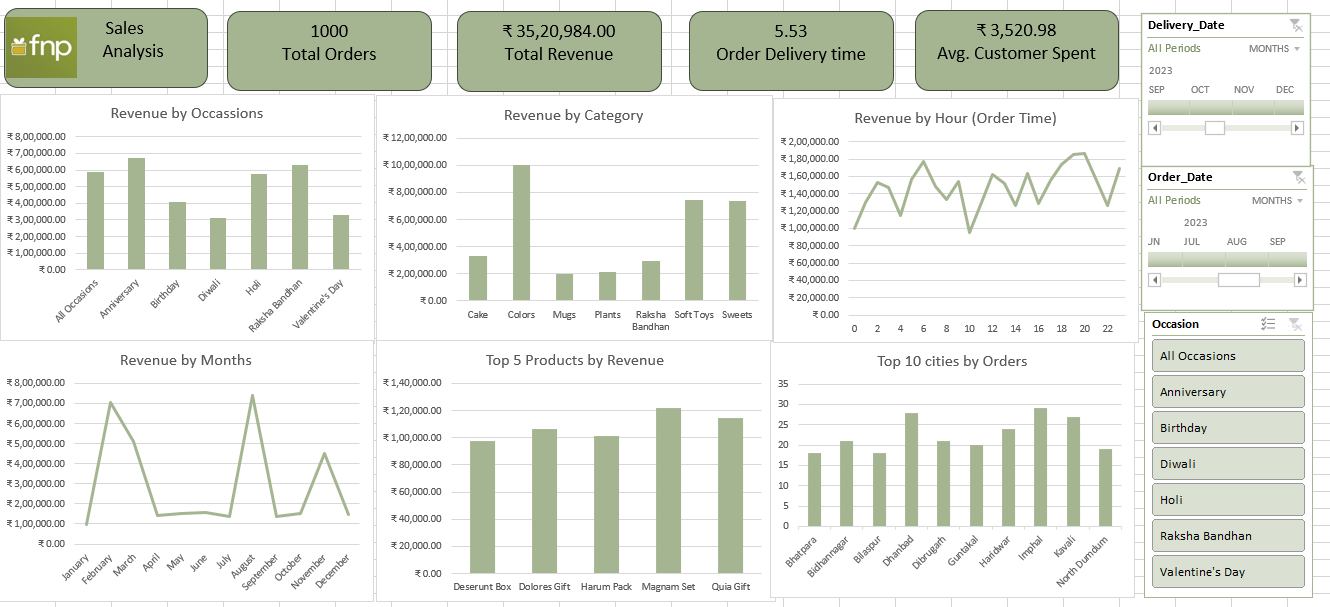 fnp
Sales
Analysis
1000
Total Orders
₹ 35,20,984.00
Total Revenue
5.53
Order Delivery time
₹ 3,520.98
Avg. Customer Spent
Revenue by Occassions
₹ 8,00,000.00
₹ 7,00,000.00
₹ 6,00,000.00
₹ 5,00,000.00
₹ 4,00,000.00
₹ 3,00,000.00
₹ 2,00,000.00
₹ 1,00,000.00
₹ 0.00
All Occasions
Anniversary
Birthday
Diwali
Holi
Raksha Bandhan
Valentine's Day
Revenue by Category
₹ 12,00,000.00
₹ 10,00,000.00
₹ 8,00,000.00
₹ 6,00,000.00
₹ 4,00,000.00
₹ 2,00,000.00
₹ 0.00
Cake
Colors
Mugs
Plants
Raksha
Bandhan
Soft Toys
Sweets
Revenue by Hour (Order Time)
₹ 2,00,000.00
₹ 1,80,000.00
₹ 1,60,000.00
₹ 1,40,000.00
₹ 1,20,000.00
₹ 1,00,000.00
₹ 80,000.00
₹ 60,000.00
₹ 40,000.00
₹ 20,000.00
₹ 0.00
0 2 4 6 8 10 12 14 16 18 20 22
Revenue by Months
₹ 8,00,000.00
₹ 7,00,000.00
₹ 6,00,000.00
₹ 5,00,000.00
₹ 4,00,000.00
₹ 3,00,000.00
₹ 2,00,000.00
₹ 1,00,000.00
₹ 0.00
January
February
March
April
May
June
July
August
September
October
November
December
Top 5 Products by Revenue
₹ 1,40,000.00
₹ 1,20,000.00
₹ 1,00,000.00
₹ 80,000.00
₹ 60,000.00
₹ 40,000.00
₹ 20,000.00
₹ 0.00
Deserunt Box
Dolores Gift
Harum Pack
Magnam Set
Quia Gift
Top 10 cities by Orders
35
30
25
20
15
10
5
0
Bhatpara
Bidhannagar
Bilaspur
Dhanbad
Dibrugarh
Guntakal
Haridwar
Imphal
Kavali
North Dumdum
Delivery_Date
All Periods MONTHS
2023
SEP OCT NOV DEC
Order_Date
All Periods MONTHS
2023
JN JUL AUG SEP
Occasion
All Occasions
Anniversary
Birthday
Diwali
Holi
Raksha Bandhan
Valentine's Day